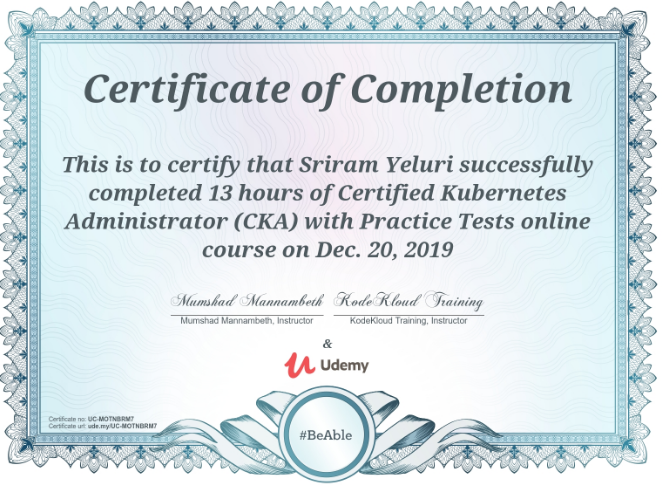 Certificate of Completion
This is to certify that Sriram Yeluri successfully
completed 13 hours of Certified Kubernetes
Administrator (CKA) with Practice Tests online
course on Dec. 20, 2019
Mumshad Mannambeth KodeKloud Training
Mumshad Mannambeth, Instructor KodeKloud Training, Instructor
&
Udemy
Certificate no: UC-MOTNBRM7
Certificate url: ude.my/UC-MOTNBRM7
#BeAble